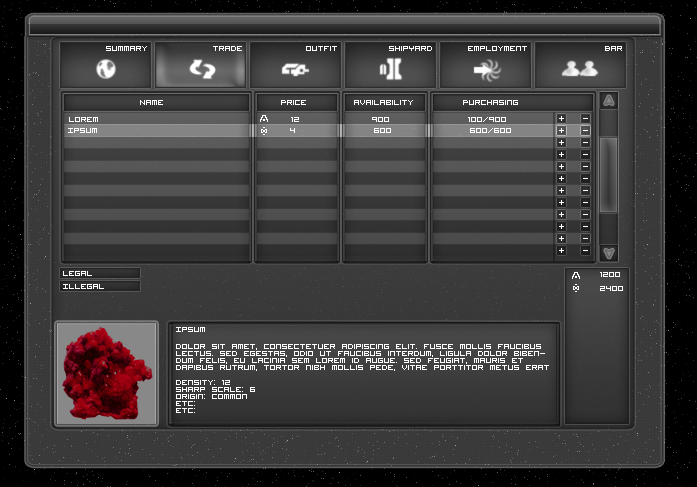 SUMMARY TRADE OUTFIT SHIPYARD EMPLOYMENT BAR
NAME PRICE AVAILABILITY PURCHASING
LOREM 12 900 100/900 + -
IPSUM 4 600 600/600 + -
+ -
+ -
+ -
+ -
+ -
+ -
+ -
+ -
+ -
+ -
LEGAL
ILLEGAL
1200
2400
IPSUM
DOLOR SIT AMET, CONSECTETUER ADIPISCING ELIT. FUSCE MOLLIS FAUCIBUS
LECTUS. SED EGESTAS, ODIO UT FAUCIBUS INTERDUM, LIGULA DOLOR BIBEN-
DUM FELIS, EU LACINIA SEM LOREM ID AUGUE. SED FEUGIAT, MAURIS ET
DAPIBUS RUTRUM, TORTOR NIBH MOLLIS PEDE, VITAE PORTTITOR METUS ERAT
DENSITY: 12
SHARP SCALE: 6
ORIGIN: COMMON
ETC:
ETC: